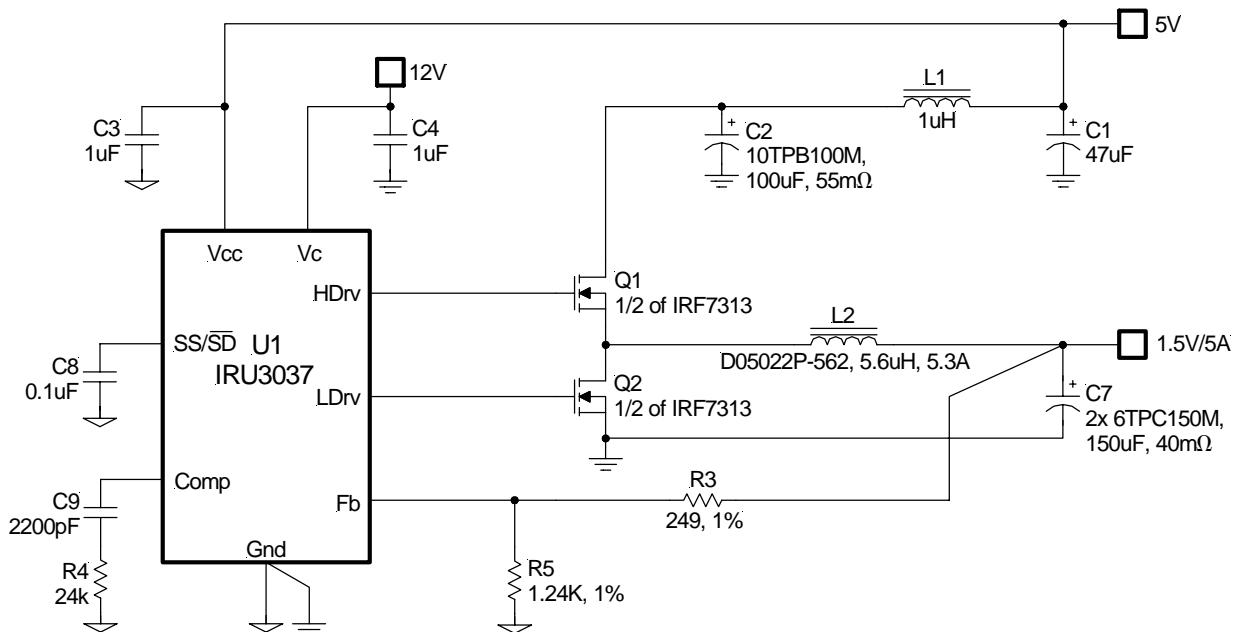 5V
12V
L1
1uH
C3
1uF
C4
1uF
+
C2
10TPB100M,
100uF, 55mΩ
+
C1
47uF
Vcc
Vc
HDrv
Q1
1/2 of IRF7313
L2
D05022P-562, 5.6uH, 5.3A
1.5V/5A
SS/SD
U1
IRU3037
C8
0.1uF
LDrv
Q2
1/2 of IRF7313
+
C7
2x 6TPC150M,
150uF, 40mΩ
Comp
C9
2200pF
Fb
R3
249, 1%
Gnd
R4
24k
R5
1.24K, 1%